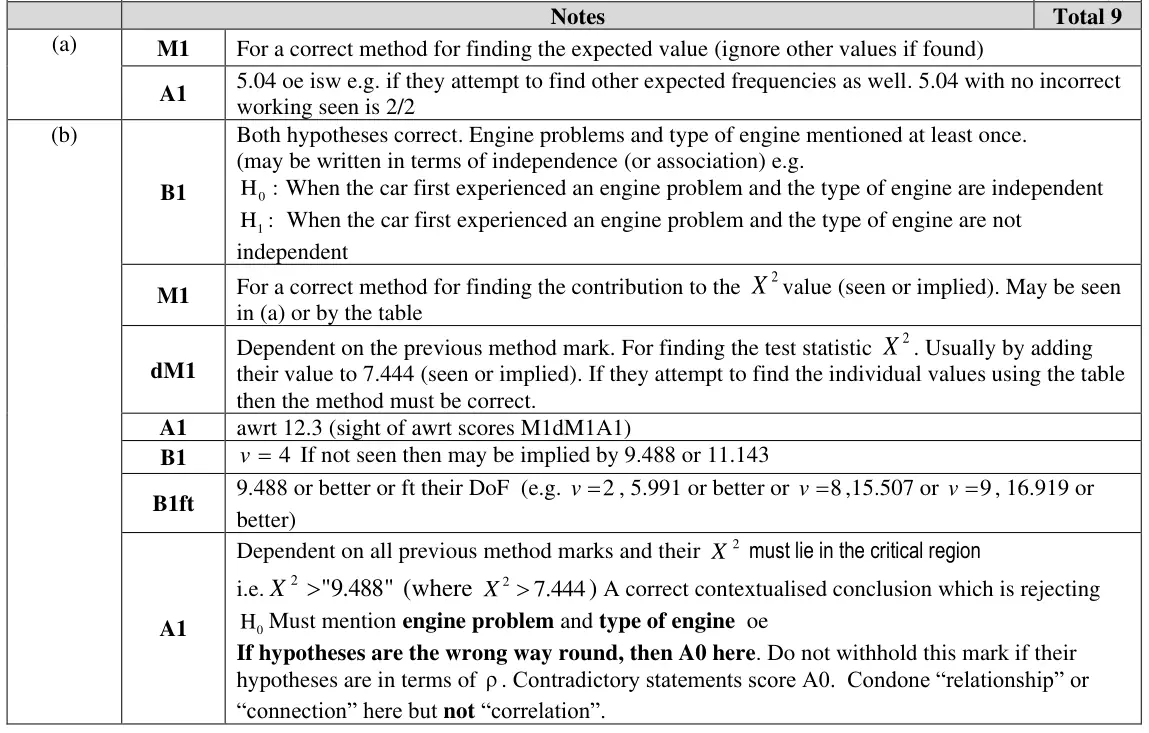 Notes Total 9
(a) M1 For a correct method for finding the expected value (ignore other values if found)
A1 5.04 oe isw e.g. if they attempt to find other expected frequencies as well. 5.04 with no incorrect
working seen is 2/2
(b) B1 Both hypotheses correct. Engine problems and type of engine mentioned at least once.
(may be written in terms of independence (or association) e.g.
H₀ : When the car first experienced an engine problem and the type of engine are independent
H₁ : When the car first experienced an engine problem and the type of engine are not
independent
M1 For a correct method for finding the contribution to the X² value (seen or implied). May be seen
in (a) or by the table
dM1 Dependent on the previous method mark. For finding the test statistic X². Usually by adding
their value to 7.444 (seen or implied). If they attempt to find the individual values using the table
then the method must be correct.
A1 awrt 12.3 (sight of awrt scores M1dM1A1)
B1 v = 4 If not seen then may be implied by 9.488 or 11.143
B1ft 9.488 or better or ft their DoF (e.g. v =2 , 5.991 or better or v =8 ,15.507 or v =9 , 16.919 or
better)
A1 Dependent on all previous method marks and their X² must lie in the critical region
i.e. X² >"9.488" (where X² > 7.444 ) A correct contextualised conclusion which is rejecting
H₀ Must mention engine problem and type of engine oe
If hypotheses are the wrong way round, then A0 here. Do not withhold this mark if their
hypotheses are in terms of ρ . Contradictory statements score A0. Condone “relationship” or
“connection” here but not “correlation”.